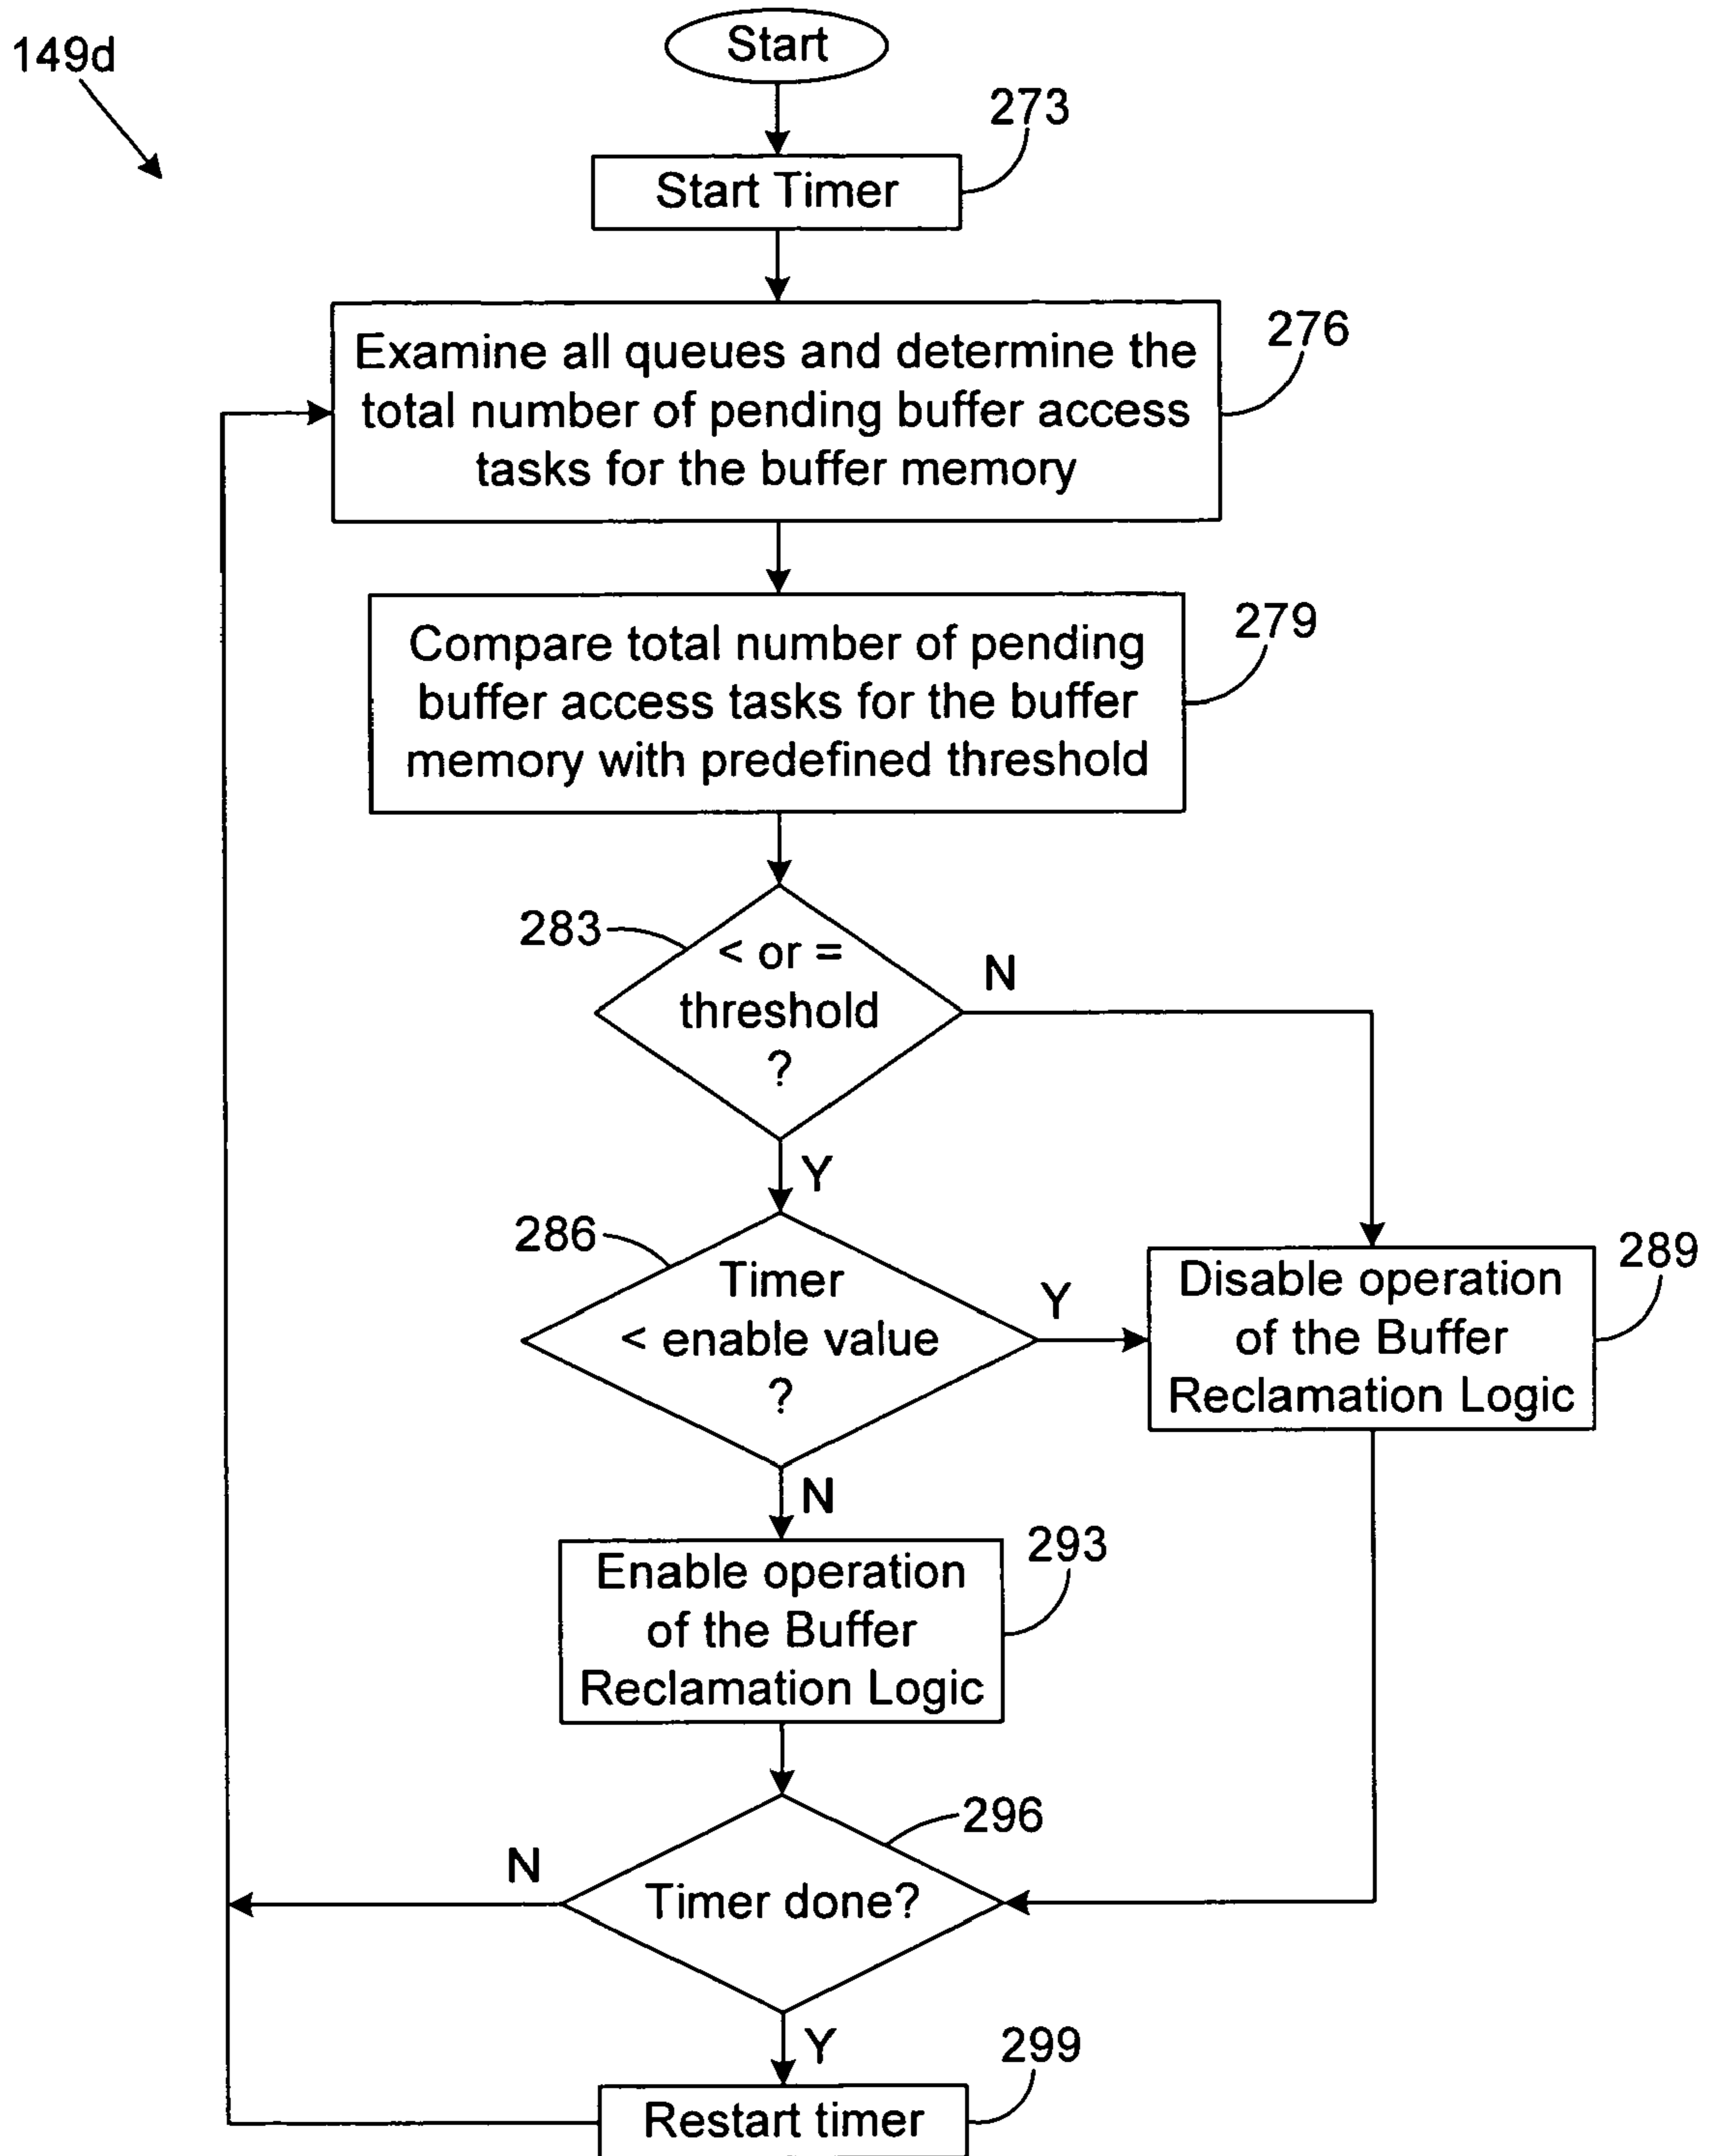 149d
Start
273
Start Timer
276
Examine all queues and determine the
total number of pending buffer access
tasks for the buffer memory
279
Compare total number of pending
buffer access tasks for the buffer
memory with predefined threshold
283
< or =
threshold
?
N
Y
286
Timer
< enable value
?
Y
289
Disable operation
of the Buffer
Reclamation Logic
N
293
Enable operation
of the Buffer
Reclamation Logic
296
N
Timer done?
Y
299
Restart timer